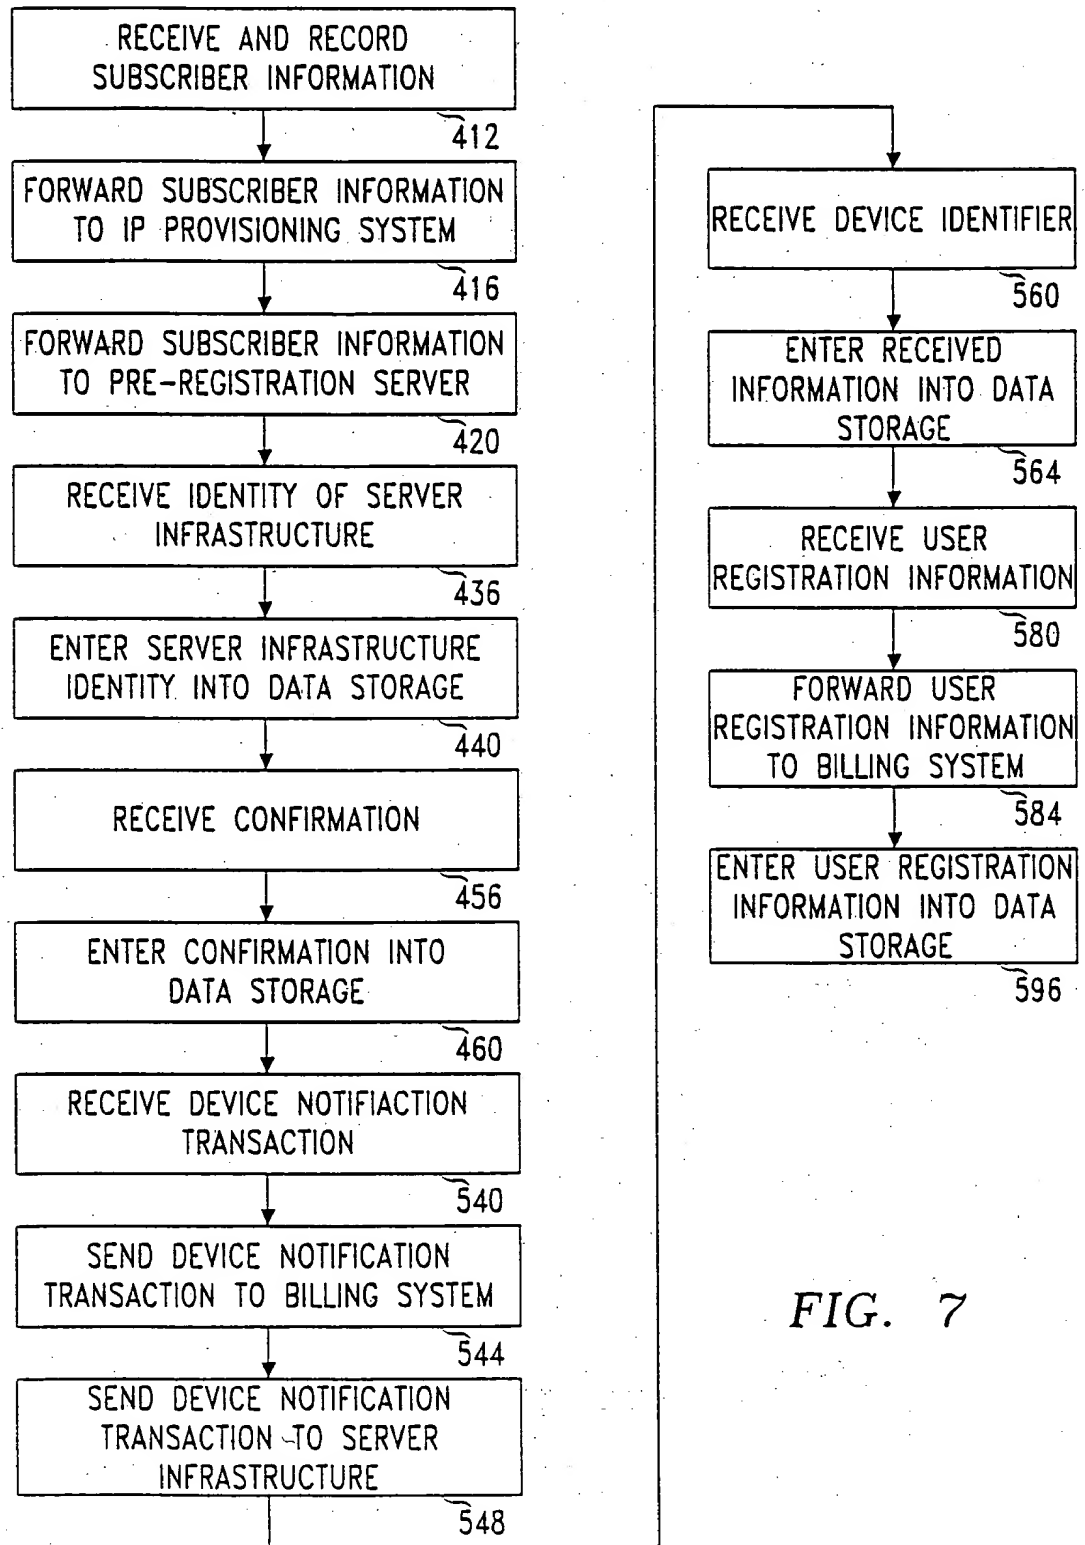 RECEIVE AND RECORD
SUBSCRIBER INFORMATION
412
FORWARD SUBSCRIBER INFORMATION
TO IP PROVISIONING SYSTEM
416
FORWARD SUBSCRIBER INFORMATION
TO PRE-REGISTRATION SERVER
420
RECEIVE IDENTITY OF SERVER
INFRASTRUCTURE
436
ENTER SERVER INFRASTRUCTURE
IDENTITY INTO DATA STORAGE
440
RECEIVE CONFIRMATION
456
ENTER CONFIRMATION INTO
DATA STORAGE
460
RECEIVE DEVICE NOTIFIACTION
TRANSACTION
540
SEND DEVICE NOTIFICATION
TRANSACTION TO BILLING SYSTEM
544
SEND DEVICE NOTIFICATION
TRANSACTION TO SERVER
INFRASTRUCTURE
548
RECEIVE DEVICE IDENTIFIER
560
ENTER RECEIVED
INFORMATION INTO DATA
STORAGE
564
RECEIVE USER
REGISTRATION INFORMATION
580
FORWARD USER
REGISTRATION INFORMATION
TO BILLING SYSTEM
584
ENTER USER REGISTRATION
INFORMATION INTO DATA
STORAGE
596
FIG. 7